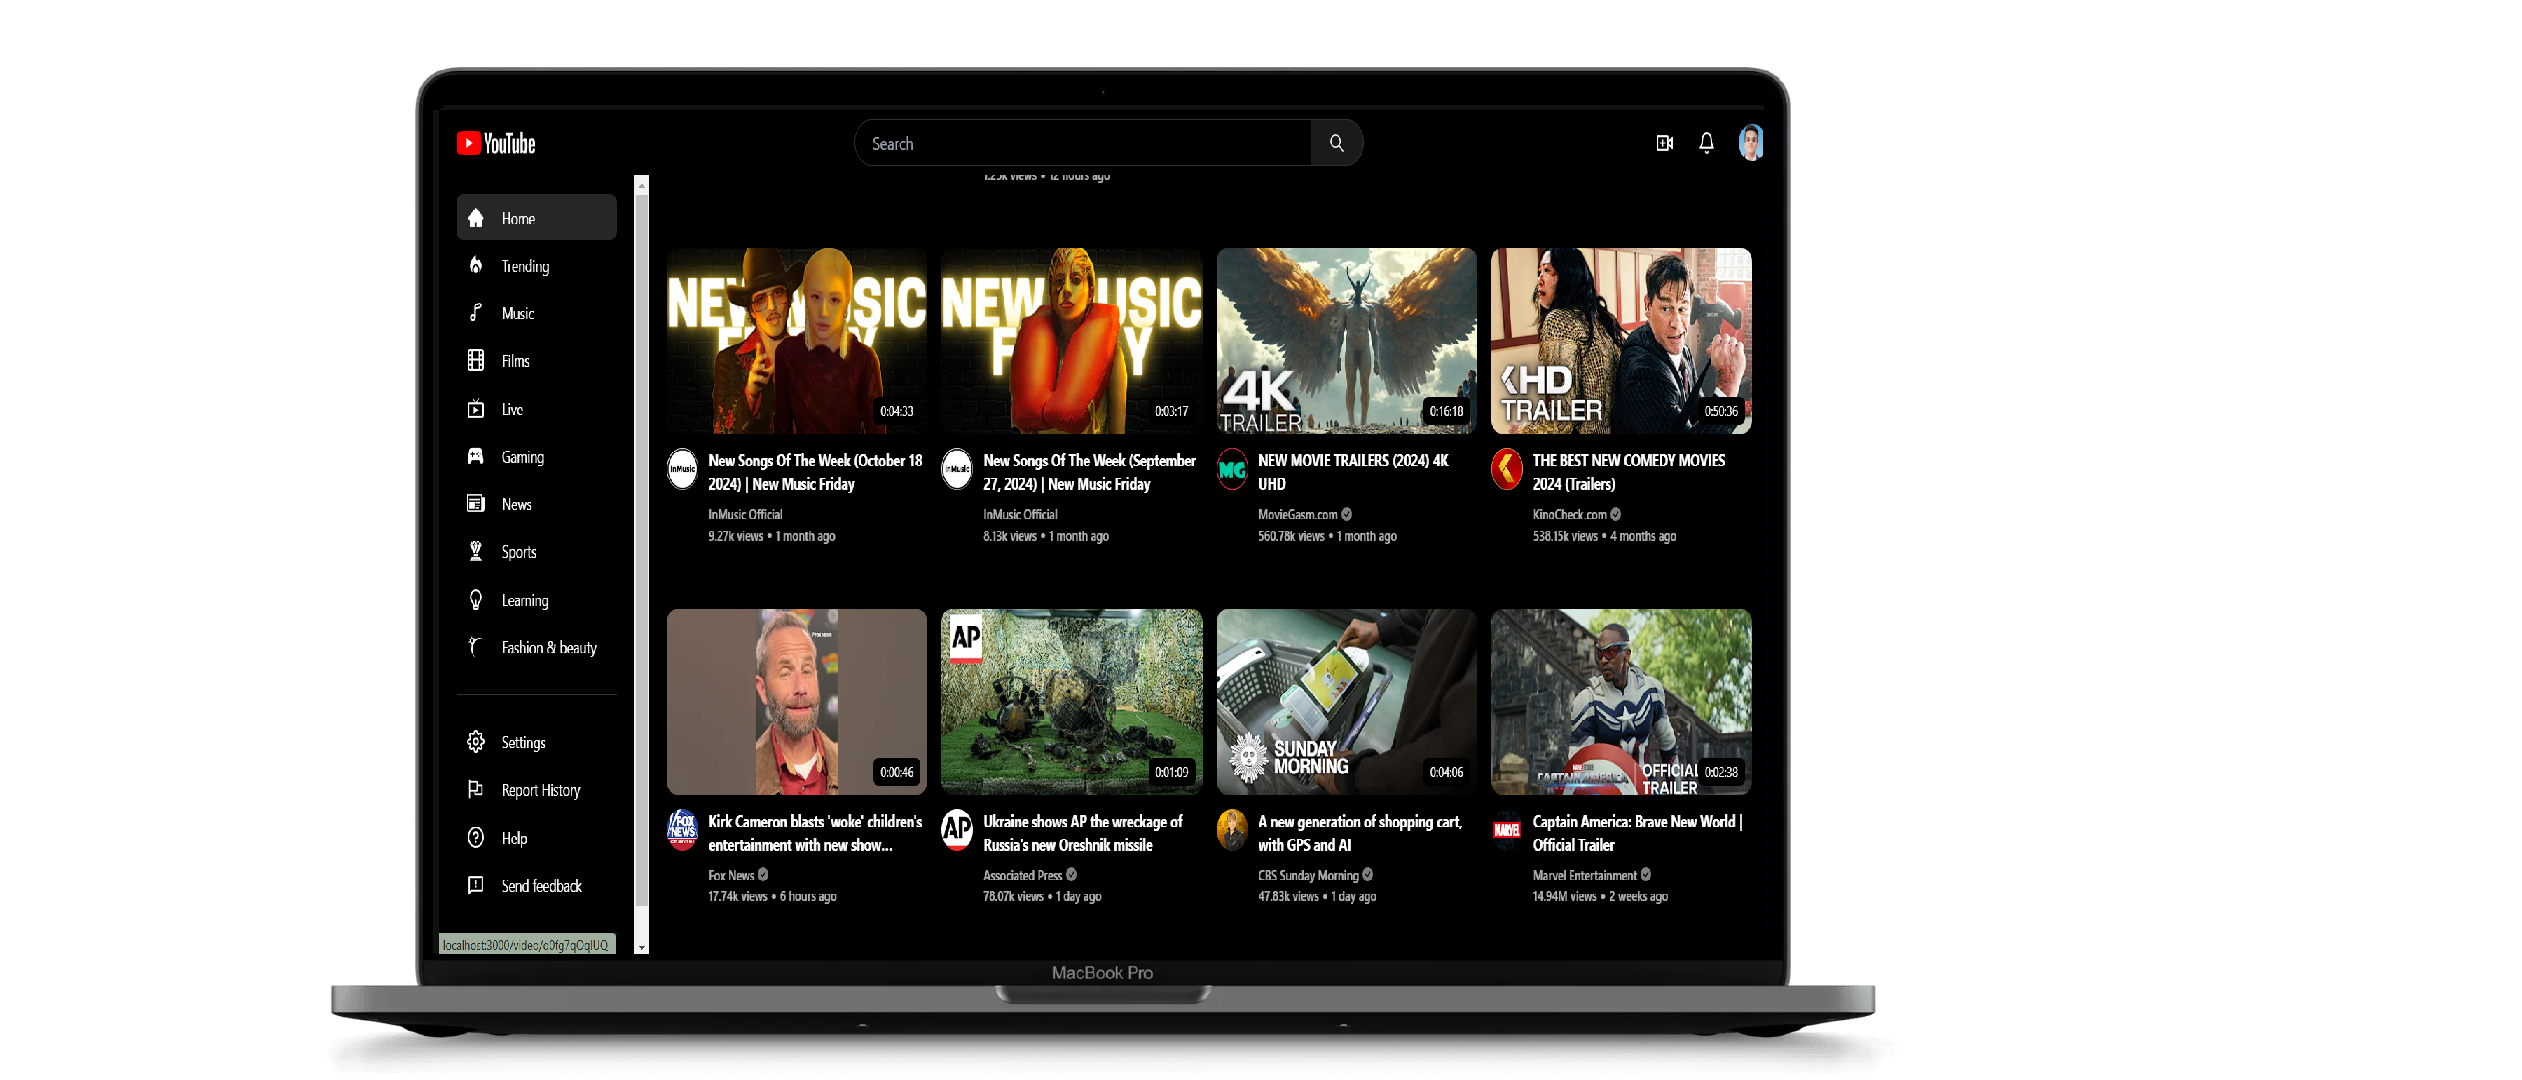 YouTube
Search
1.25k views • 12 hours ago
Home
Trending
Music
Films
Live
Gaming
News
Sports
Learning
Fashion & beauty
Settings
Report History
Help
Send feedback
localhost:3000/video/q0fg7qOqIUQ
NEW MUSIC
0:04:33
NEW MUSIC
0:03:17
4K
TRAILER
0:16:18
KHD
TRAILER
0:50:36
InMusic
New Songs Of The Week (October 18
2024) | New Music Friday
InMusic Official
9.27k views • 1 month ago
InMusic
New Songs Of The Week (September
27, 2024) | New Music Friday
InMusic Official
8.13k views • 1 month ago
MG
NEW MOVIE TRAILERS (2024) 4K
UHD
MovieGasm.com
560.78k views • 1 month ago
THE BEST NEW COMEDY MOVIES
2024 (Trailers)
KinoCheck.com
538.15k views • 4 months ago
0:00:46
AP
0:01:09
SUNDAY
MORNING
0:04:06
CAPTAIN AMERICA
OFFICIAL
TRAILER
0:02:38
FOX
NEWS
Kirk Cameron blasts 'woke' children's
entertainment with new show...
Fox News
17.74k views • 6 hours ago
AP
Ukraine shows AP the wreckage of
Russia's new Oreshnik missile
Associated Press
78.07k views • 1 day ago
A new generation of shopping cart,
with GPS and AI
CBS Sunday Morning
47.83k views • 1 day ago
MARVEL
Captain America: Brave New World |
Official Trailer
Marvel Entertainment
14.94M views • 2 weeks ago
MacBook Pro